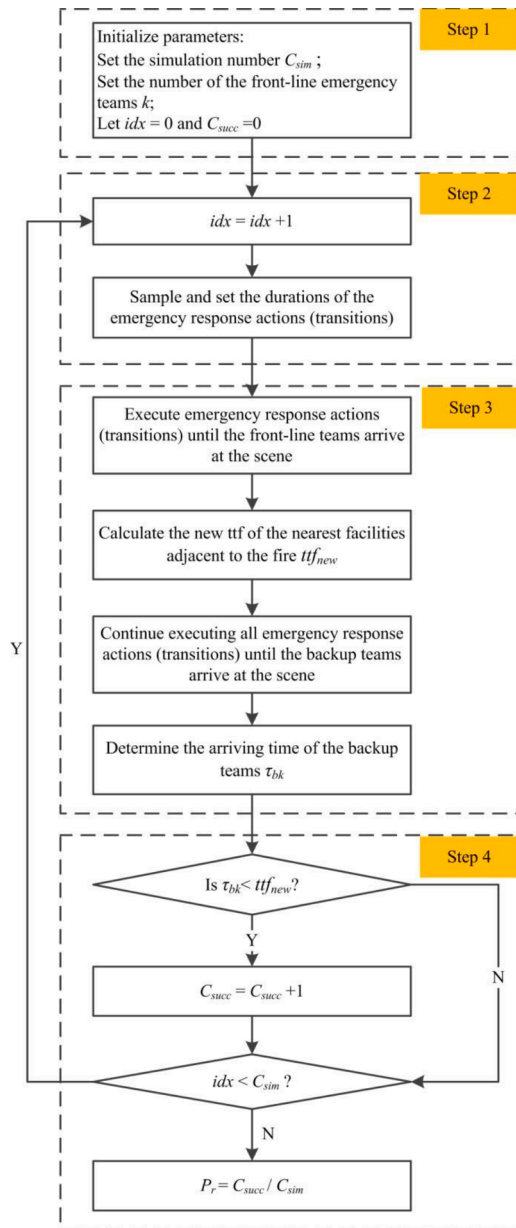 Step 1
Initialize parameters:
Set the simulation number C_sim ;
Set the number of the front-line emergency
teams k;
Let idx = 0 and C_succ =0
Step 2
idx = idx +1
Sample and set the durations of the
emergency response actions (transitions)
Step 3
Execute emergency response actions
(transitions) until the front-line teams arrive
at the scene
Calculate the new ttf of the nearest facilities
adjacent to the fire ttf_new
Continue executing all emergency response
actions (transitions) until the backup teams
arrive at the scene
Determine the arriving time of the backup
teams τ_bk
Y
Step 4
Is τ_bk< ttf_new?
Y
N
C_succ = C_succ +1
idx < C_sim ?
N
P_r = C_succ / C_sim